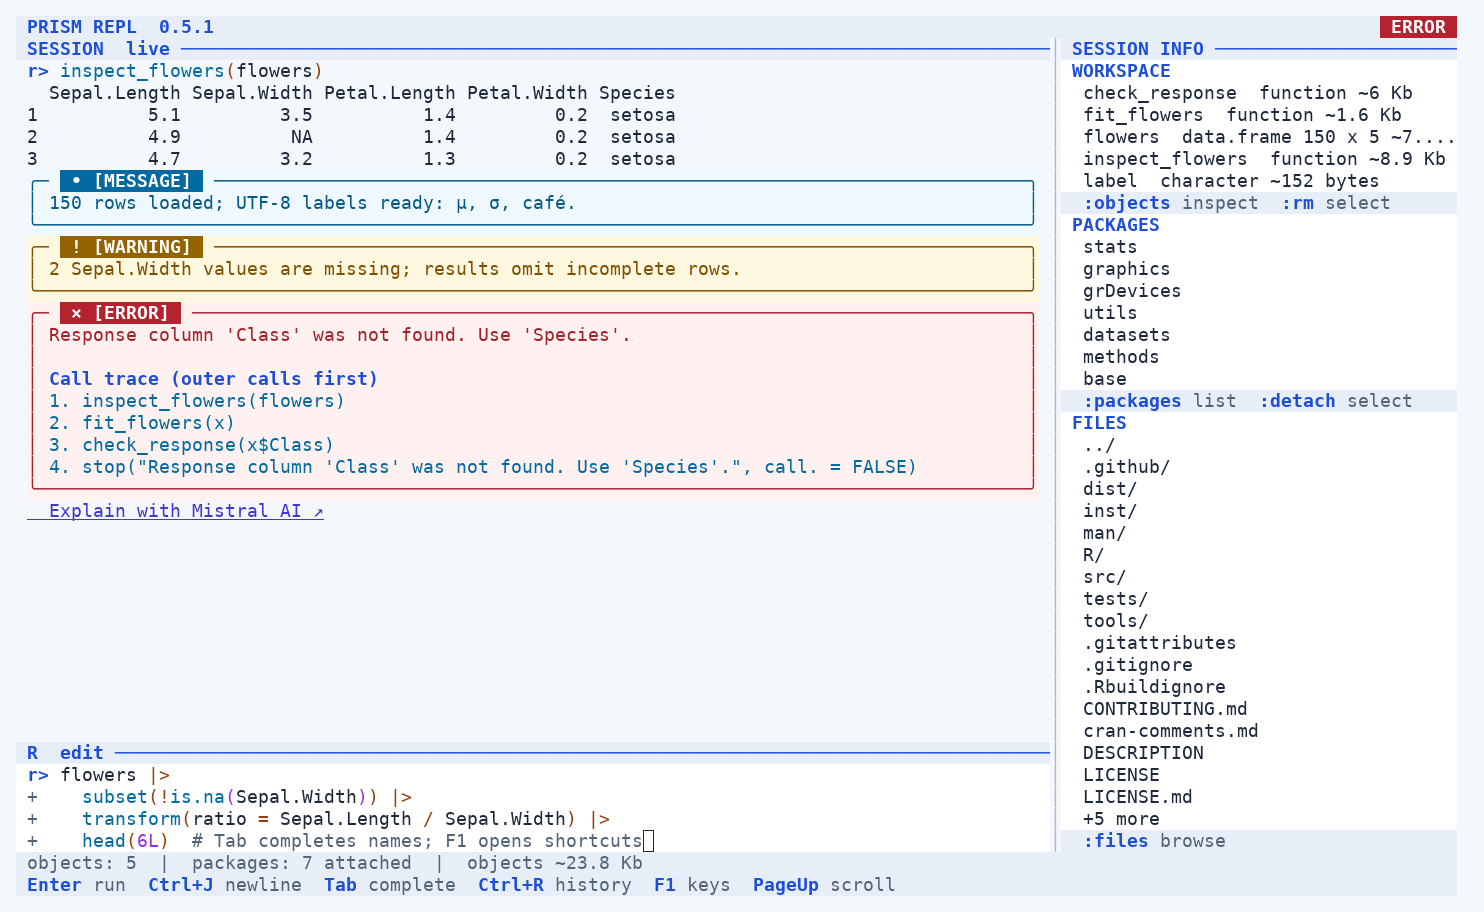 PRISM REPL  0.5.1
ERROR
SESSION  live
r> inspect_flowers(flowers)
  Sepal.Length Sepal.Width Petal.Length Petal.Width Species
1          5.1         3.5          1.4         0.2  setosa
2          4.9          NA          1.4         0.2  setosa
3          4.7         3.2          1.3         0.2  setosa
• [MESSAGE]
150 rows loaded; UTF-8 labels ready: µ, σ, café.
! [WARNING]
2 Sepal.Width values are missing; results omit incomplete rows.
× [ERROR]
Response column 'Class' was not found. Use 'Species'.
Call trace (outer calls first)
1. inspect_flowers(flowers)
2. fit_flowers(x)
3. check_response(x$Class)
4. stop("Response column 'Class' was not found. Use 'Species'.", call. = FALSE)
Explain with Mistral AI ↗
R  edit
r> flowers |>
+    subset(!is.na(Sepal.Width)) |>
+    transform(ratio = Sepal.Length / Sepal.Width) |>
+    head(6L)  # Tab completes names; F1 opens shortcuts
SESSION INFO
WORKSPACE
check_response  function ~6 Kb
fit_flowers  function ~1.6 Kb
flowers  data.frame 150 x 5 ~7....
inspect_flowers  function ~8.9 Kb
label  character ~152 bytes
:objects inspect  :rm select
PACKAGES
stats
graphics
grDevices
utils
datasets
methods
base
:packages list  :detach select
FILES
../
.github/
dist/
inst/
man/
R/
src/
tests/
tools/
.gitattributes
.gitignore
.Rbuildignore
CONTRIBUTING.md
cran-comments.md
DESCRIPTION
LICENSE
LICENSE.md
+5 more
:files browse
objects: 5  |  packages: 7 attached  |  objects ~23.8 Kb
Enter run  Ctrl+J newline  Tab complete  Ctrl+R history  F1 keys  PageUp scroll